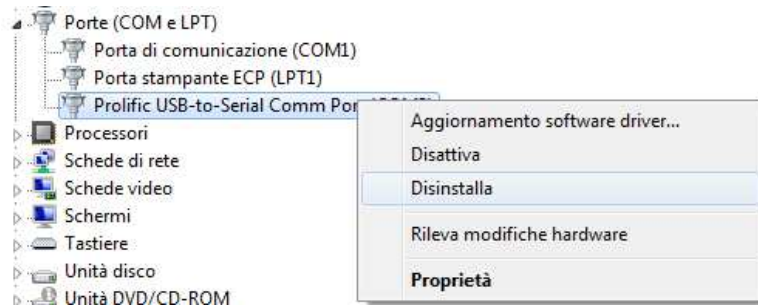 Porte (COM e LPT)
Porta di comunicazione (COM1)
Porta stampante ECP (LPT1)
Prolific USB-to-Serial Comm
Processori
Schede di rete
Schede video
Schermi
Tastiere
Unità disco
Unità DVD/CD-ROM
Aggiornamento software driver...
Disattiva
Disinstalla
Rileva modifiche hardware
Proprietà